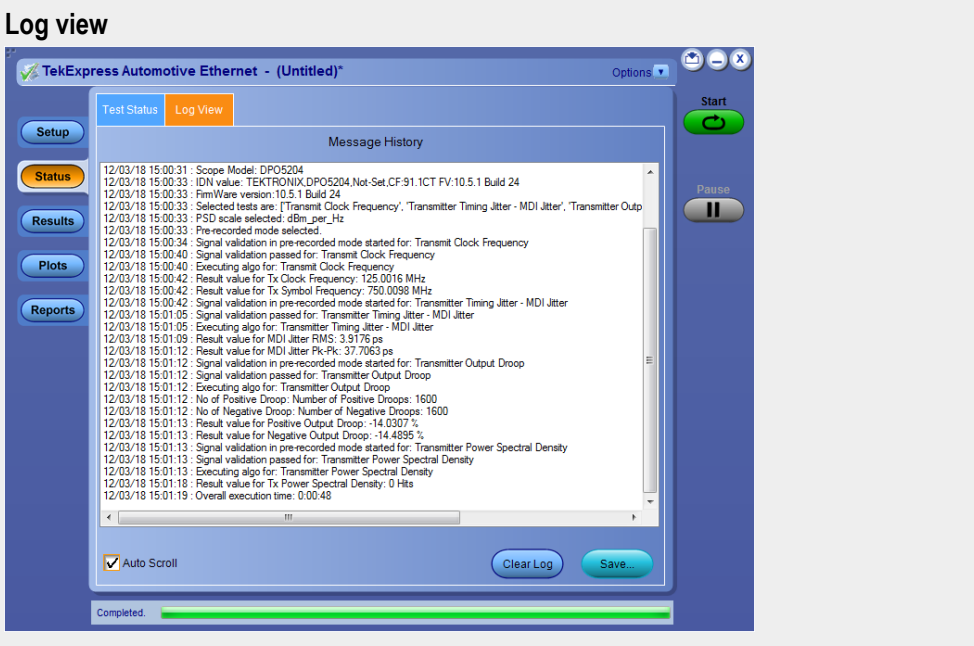 Log view
TekExpress Automotive Ethernet - (Untitled)*
Options
Start
Pause
Setup
Status
Results
Plots
Reports
Test Status
Log View
Message History
12/03/18 15:00:31 : Scope Model: DPO5204
12/03/18 15:00:33 : IDN value: TEKTRONIX,DPO5204,Not-Set,CF:91.1CT FV:10.5.1 Build 24
12/03/18 15:00:33 : FirmWare version:10.5.1 Build 24
12/03/18 15:00:33 : Selected tests are: ['Transmit Clock Frequency', 'Transmitter Timing Jitter - MDI Jitter', 'Transmitter Outp
12/03/18 15:00:33 : PSD scale selected: dBm_per_Hz
12/03/18 15:00:33 : Pre-recorded mode selected.
12/03/18 15:00:34 : Signal validation in pre-recorded mode started for: Transmit Clock Frequency
12/03/18 15:00:40 : Signal validation passed for: Transmit Clock Frequency
12/03/18 15:00:40 : Executing algo for: Transmit Clock Frequency
12/03/18 15:00:42 : Result value for Tx Clock Frequency: 125.0016 MHz
12/03/18 15:00:42 : Result value for Tx Symbol Frequency: 750.0098 MHz
12/03/18 15:00:42 : Signal validation in pre-recorded mode started for: Transmitter Timing Jitter - MDI Jitter
12/03/18 15:01:05 : Signal validation passed for: Transmitter Timing Jitter - MDI Jitter
12/03/18 15:01:05 : Executing algo for: Transmitter Timing Jitter - MDI Jitter
12/03/18 15:01:09 : Result value for MDI Jitter RMS: 3.9176 ps
12/03/18 15:01:12 : Result value for MDI Jitter Pk-Pk: 37.7063 ps
12/03/18 15:01:12 : Signal validation in pre-recorded mode started for: Transmitter Output Droop
12/03/18 15:01:12 : Signal validation passed for: Transmitter Output Droop
12/03/18 15:01:12 : Executing algo for: Transmitter Output Droop
12/03/18 15:01:12 : No of Positive Droop: Number of Positive Droops: 1600
12/03/18 15:01:12 : No of Negative Droop: Number of Negative Droops: 1600
12/03/18 15:01:13 : Result value for Positive Output Droop: -14.0307 %
12/03/18 15:01:13 : Result value for Negative Output Droop: -14.4895 %
12/03/18 15:01:13 : Signal validation in pre-recorded mode started for: Transmitter Power Spectral Density
12/03/18 15:01:13 : Signal validation passed for: Transmitter Power Spectral Density
12/03/18 15:01:13 : Executing algo for: Transmitter Power Spectral Density
12/03/18 15:01:18 : Result value for Tx Power Spectral Density: 0 Hits
12/03/18 15:01:19 : Overall execution time: 0:00:48
Auto Scroll
Clear Log
Save...
Completed.